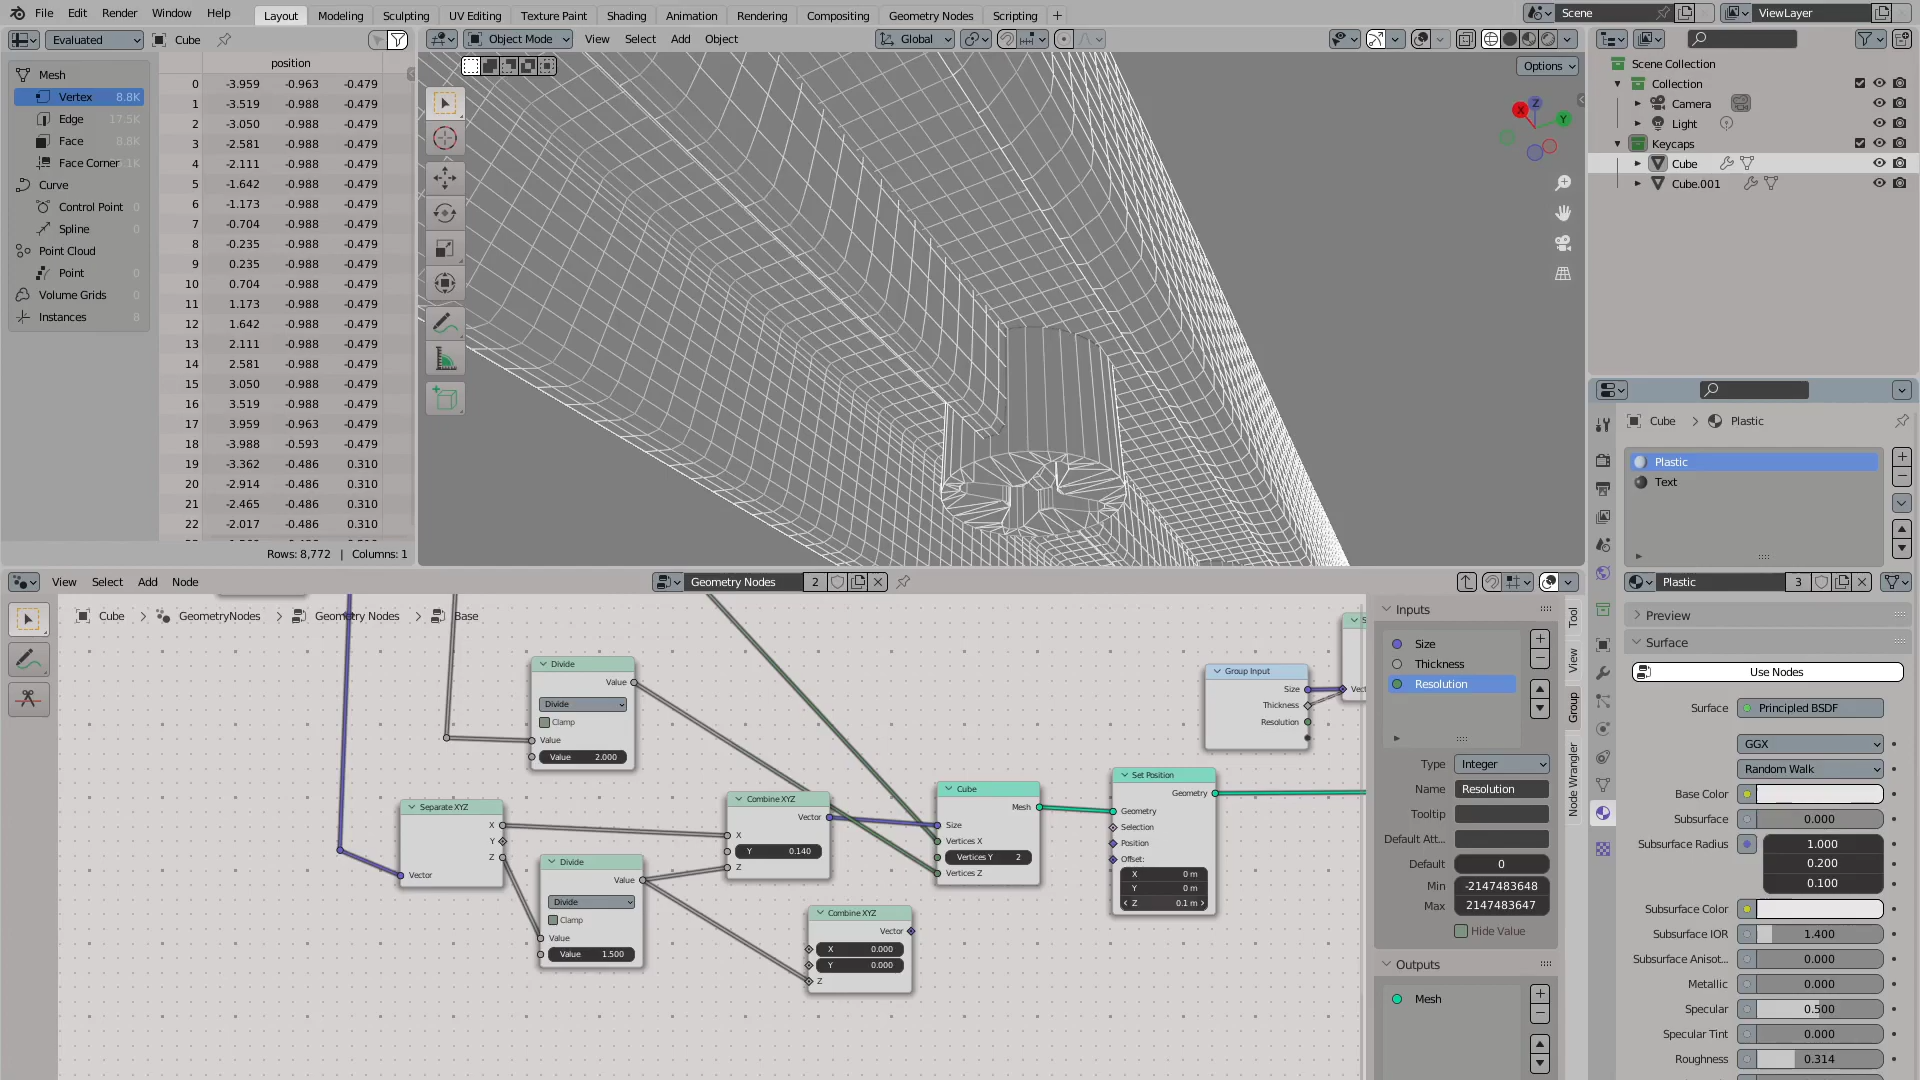 File Edit Render Window Help Layout Modeling Sculpting UV Editing Texture Paint Shading Animation Rendering Compositing Geometry Nodes Scripting + Scene ViewLayer
Evaluated Cube Object Mode View Select Add Object Global
position
Mesh
Vertex 8.8K
Edge 17.5K
Face 8.8K
Face Corner
Curve
Control Point 0
Spline 0
Point Cloud
Point 0
Volume Grids 0
Instances 8
0 -3.959 -0.963 -0.479
1 -3.519 -0.988 -0.479
2 -3.050 -0.988 -0.479
3 -2.581 -0.988 -0.479
4 -2.111 -0.988 -0.479
5 -1.642 -0.988 -0.479
6 -1.173 -0.988 -0.479
7 -0.704 -0.988 -0.479
8 -0.235 -0.988 -0.479
9 0.235 -0.988 -0.479
10 0.704 -0.988 -0.479
11 1.173 -0.988 -0.479
12 1.642 -0.988 -0.479
13 2.111 -0.988 -0.479
14 2.581 -0.988 -0.479
15 3.050 -0.988 -0.479
16 3.519 -0.988 -0.479
17 3.959 -0.963 -0.479
18 -3.988 -0.593 -0.479
19 -3.362 -0.486 0.310
20 -2.914 -0.486 0.310
21 -2.465 -0.486 0.310
22 -2.017 -0.486 0.310
Rows: 8,772 | Columns: 1
Options
X Y Z
Scene Collection
Collection
Camera
Light
Keycaps
Cube
Cube.001
Cube > Plastic
Plastic
Text
Plastic 3
Preview
Surface
Use Nodes
Surface Principled BSDF
GGX
Random Walk
Base Color
Subsurface 0.000
Subsurface Radius 1.000
0.200
0.100
Subsurface Color
Subsurface IOR 1.400
Subsurface Anisot... 0.000
Metallic 0.000
Specular 0.500
Specular Tint 0.000
Roughness 0.314
View Select Add Node Geometry Nodes 2
Cube > GeometryNodes > Geometry Nodes > Base
Divide
Value
Divide
Clamp
Value
Value 2.000
Separate XYZ
X
Y
Z
Vector
Divide
Value
Divide
Clamp
Value
Value 1.500
Combine XYZ
Vector
X
Y 0.140
Z
Combine XYZ
Vector
X 0.000
Y 0.000
Z
Cube
Mesh
Size
Vertices X
Vertices Y 2
Vertices Z
Set Position
Geometry
Geometry
Selection
Position
Offset:
X 0 m
Y 0 m
Z 0.1 m
Group Input
Size
Thickness
Resolution
Inputs
Size
Thickness
Resolution
Type Integer
Name Resolution
Tooltip
Default Att...
Default 0
Min -2147483648
Max 2147483647
Hide Value
Outputs
Mesh
Tool
View
Group
Node Wrangler